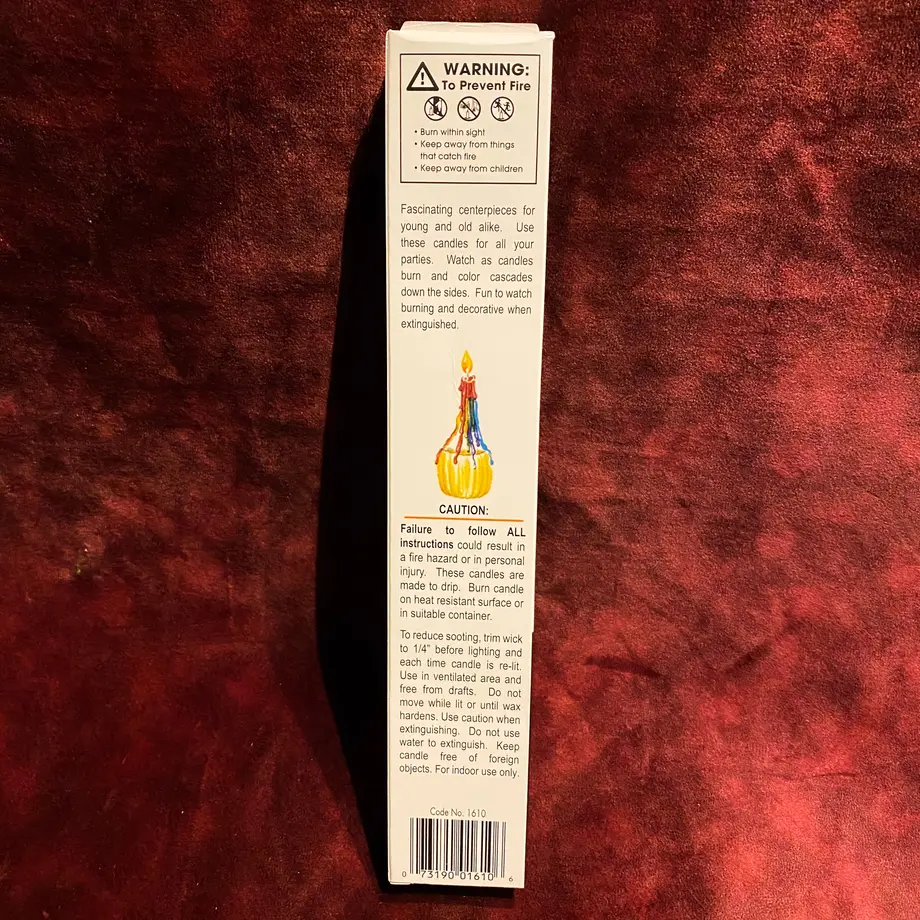 WARNING:
To Prevent Fire
• Burn within sight
• Keep away from things
that catch fire
• Keep away from children
Fascinating centerpieces for
young and old alike. Use
these candles for all your
parties. Watch as candles
burn and color cascades
down the sides. Fun to watch
burning and decorative when
extinguished.
CAUTION:
Failure to follow ALL
instructions could result in
a fire hazard or in personal
injury. These candles are
made to drip. Burn candle
on heat resistant surface or
in suitable container.
To reduce sooting, trim wick
to 1/4" before lighting and
each time candle is re-lit.
Use in ventilated area and
free from drafts. Do not
move while lit or until wax
hardens. Use caution when
extinguishing. Do not use
water to extinguish. Keep
candle free of foreign
objects. For indoor use only.
Code No. 1610
0 73190 01610 6